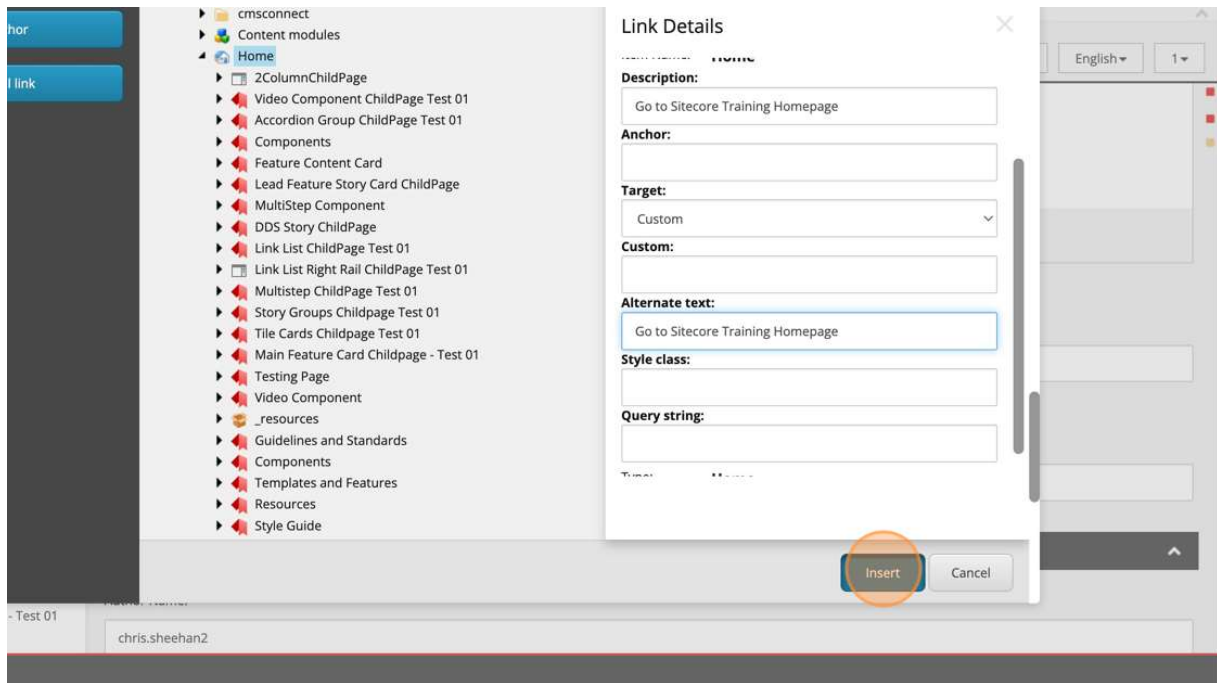 hor
l link
cmsconnect
Content modules
Home
2ColumnChildPage
Video Component ChildPage Test 01
Accordion Group ChildPage Test 01
Components
Feature Content Card
Lead Feature Story Card ChildPage
MultiStep Component
DDS Story ChildPage
Link List ChildPage Test 01
Link List Right Rail ChildPage Test 01
Multistep ChildPage Test 01
Story Groups Childpage Test 01
Tile Cards Childpage Test 01
Main Feature Card Childpage - Test 01
Testing Page
Video Component
_resources
Guidelines and Standards
Components
Templates and Features
Resources
Style Guide
Link Details
Home
Description:
Go to Sitecore Training Homepage
Anchor:
Target:
Custom
Custom:
Alternate text:
Go to Sitecore Training Homepage
Style class:
Query string:
Insert
Cancel
English
1
- Test 01
chris.sheehan2